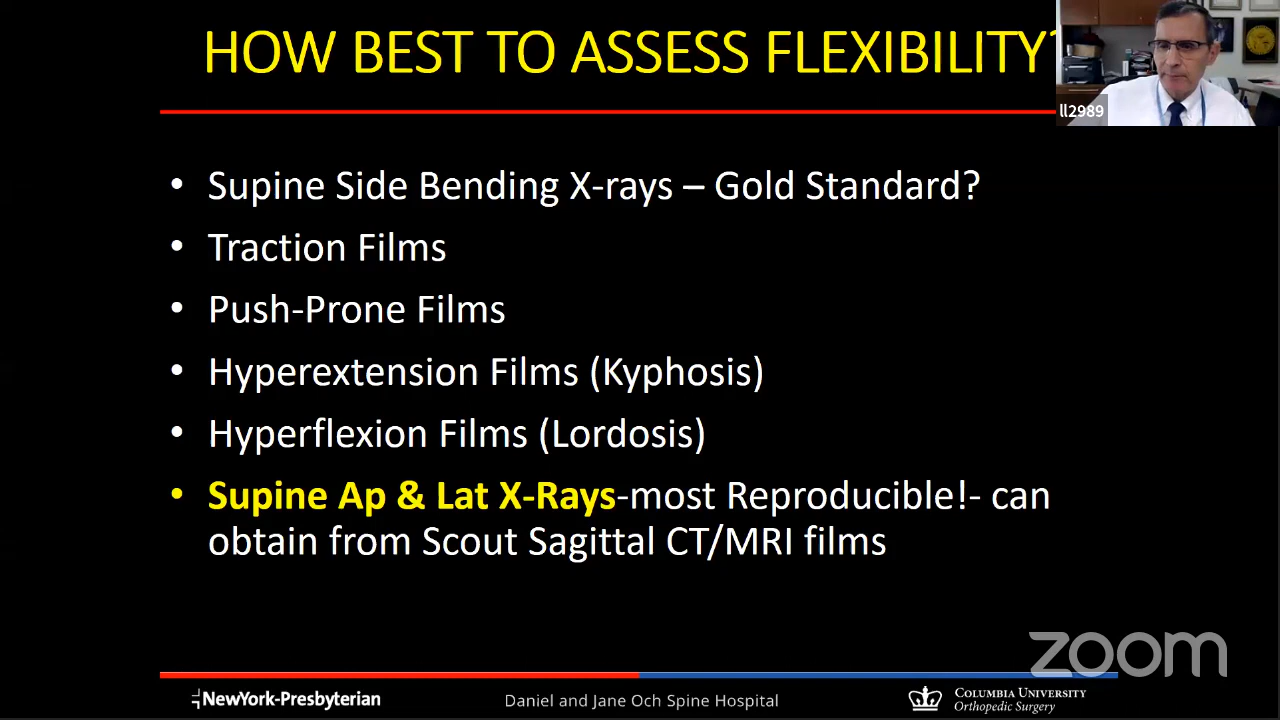 HOW BEST TO ASSESS FLEXIBILITY?
ll2989
• Supine Side Bending X-rays – Gold Standard?
• Traction Films
• Push-Prone Films
• Hyperextension Films (Kyphosis)
• Hyperflexion Films (Lordosis)
• Supine Ap & Lat X-Rays-most Reproducible!- can
obtain from Scout Sagittal CT/MRI films
zoom
NewYork-Presbyterian
Daniel and Jane Och Spine Hospital
COLUMBIA UNIVERSITY
Orthopedic Surgery